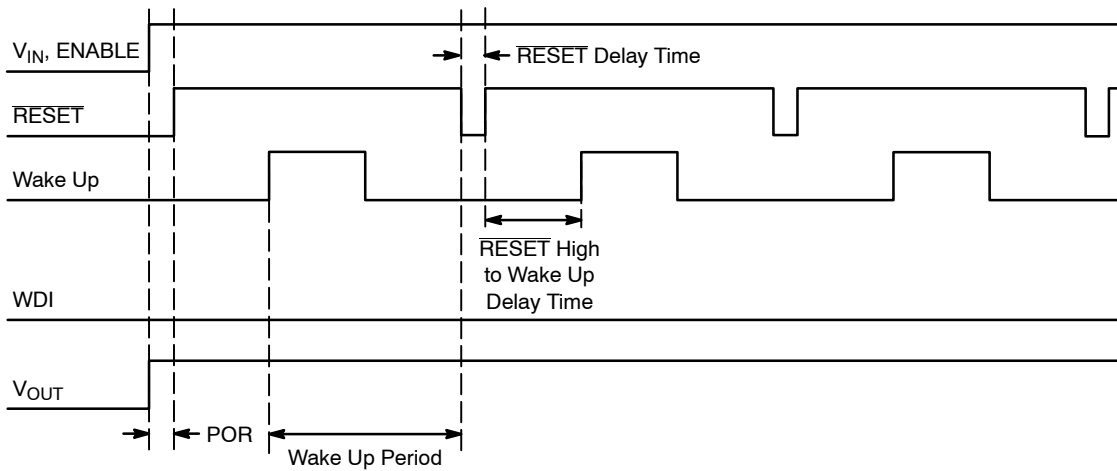 V_IN, ENABLE
RESET Delay Time
RESET
Wake Up
RESET High
to Wake Up
Delay Time
WDI
V_OUT
POR
Wake Up Period